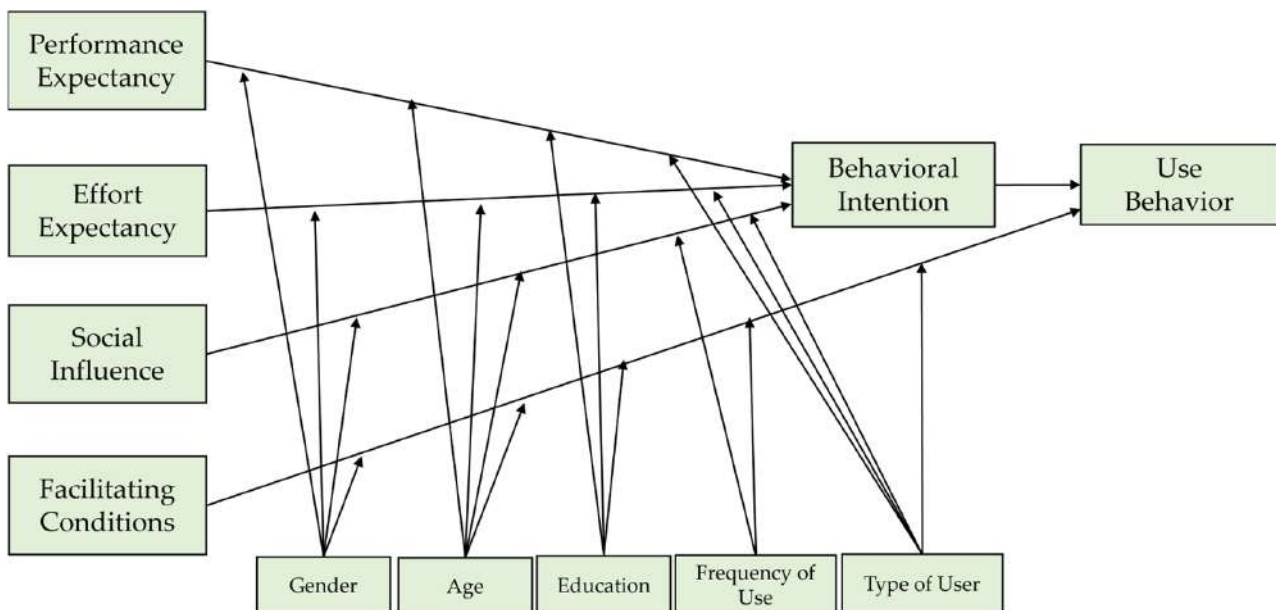 Performance
Expectancy
Effort
Expectancy
Social
Influence
Facilitating
Conditions
Behavioral
Intention
Use
Behavior
Gender
Age
Education
Frequency of
Use
Type of User